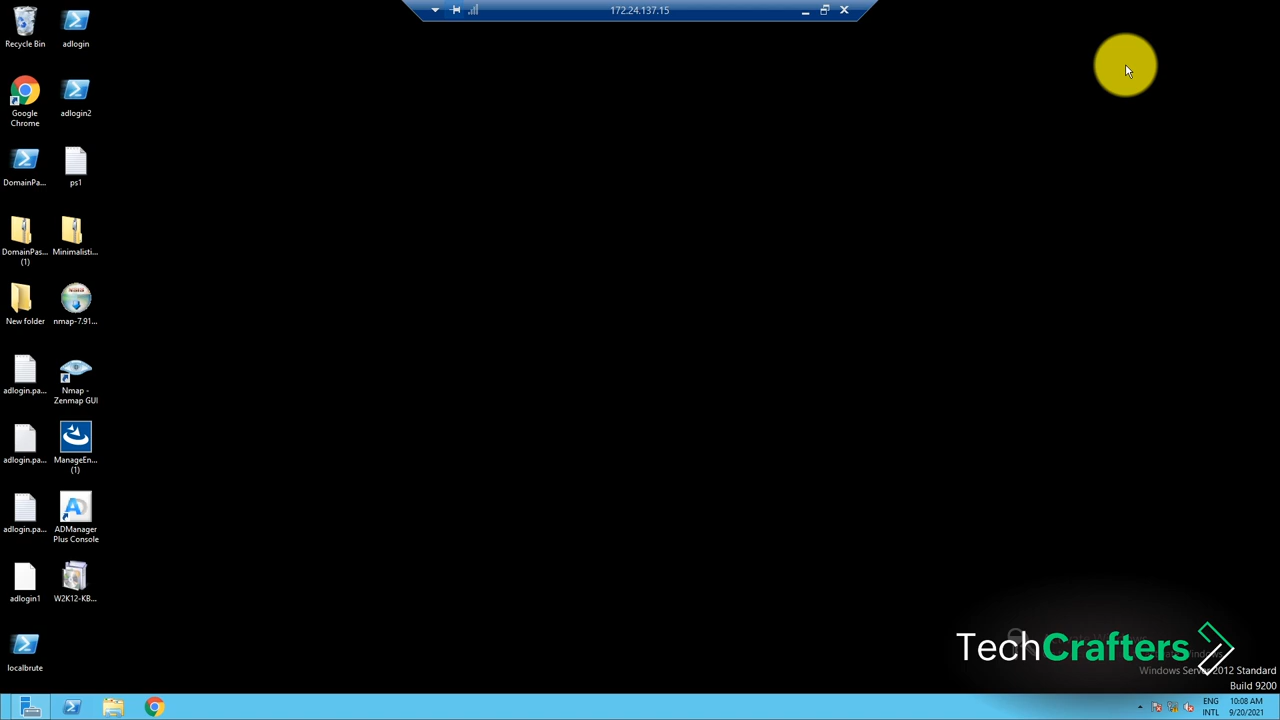 172.24.137.15
Recycle Bin
adlogin
Google
Chrome
adlogin2
DomainPa...
ps1
DomainPas...
(1)
Minimalisti...
New folder
nmap-7.91...
adlogin.pa...
Nmap -
Zenmap GUI
adlogin.pa...
ManageEn...
(1)
adlogin.pa...
ADManager
Plus Console
adlogin1
W2K12-KB...
localbrute
TechCrafters
Windows Server 2012 Standard
Build 9200
ENG
INTL
10:08 AM
9/20/2021